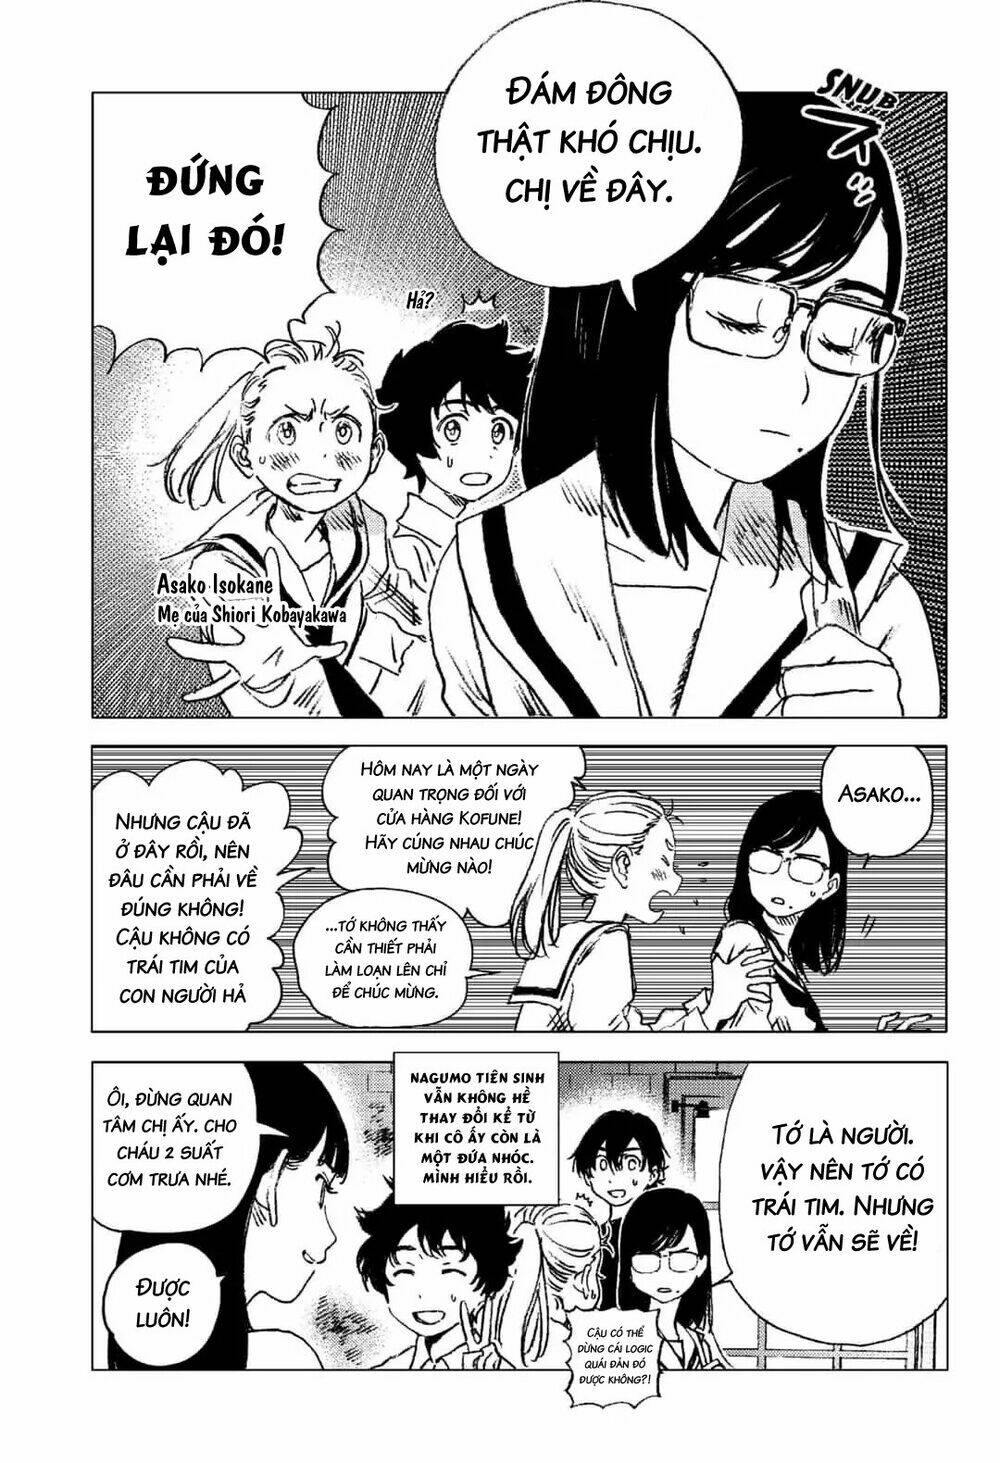 ĐÁM ĐÔNG
THẬT KHÓ CHỊU.
CHỊ VỀ ĐÂY.
SNUB
ĐỨNG
LẠI ĐÓ!
Hả?
Asako Isokane
Mẹ của Shiori Kobayakawa
ASAKO...
HÔM NAY LÀ MỘT NGÀY
QUAN TRỌNG ĐỐI VỚI
CỬA HÀNG KOFUNE!
HÃY CÚNG NHAU CHÚC
MỪNG NÀO!
...TỚ KHÔNG THẤY
CẦN THIẾT PHẢI
LÀM LOẠN LÊN CHỈ
ĐỂ CHÚC MỪNG.
NHƯNG CẬU ĐÃ
Ở ĐÂY RỒI, NÊN
ĐÂU CẦN PHẢI VỀ
ĐÚNG KHÔNG!
CẬU KHÔNG CÓ
TRÁI TIM CỦA
CON NGƯỜI HẢ
TỚ LÀ NGƯỜI.
VẬY NÊN TỚ CÓ
TRÁI TIM. NHƯNG
TỚ VẪN SẼ VỀ!
CẬU CÓ THỂ
DỪNG CÁI LOGIC
QUÁI ĐẢN ĐÓ
ĐƯỢC KHÔNG?!
NAGUMO TIÊN SINH
VẪN KHÔNG HỀ
THAY ĐỔI KỂ TỪ
KHI CÔ ẤY CÒN LÀ
MỘT ĐỨA NHÓC.
MÌNH HIỂU RỒI.
ÔI, ĐỪNG QUAN
TÂM CHỊ ẤY. CHO
CHÁU 2 SUẤT
CƠM TRƯA NHÉ.
ĐƯỢC
LUÔN!